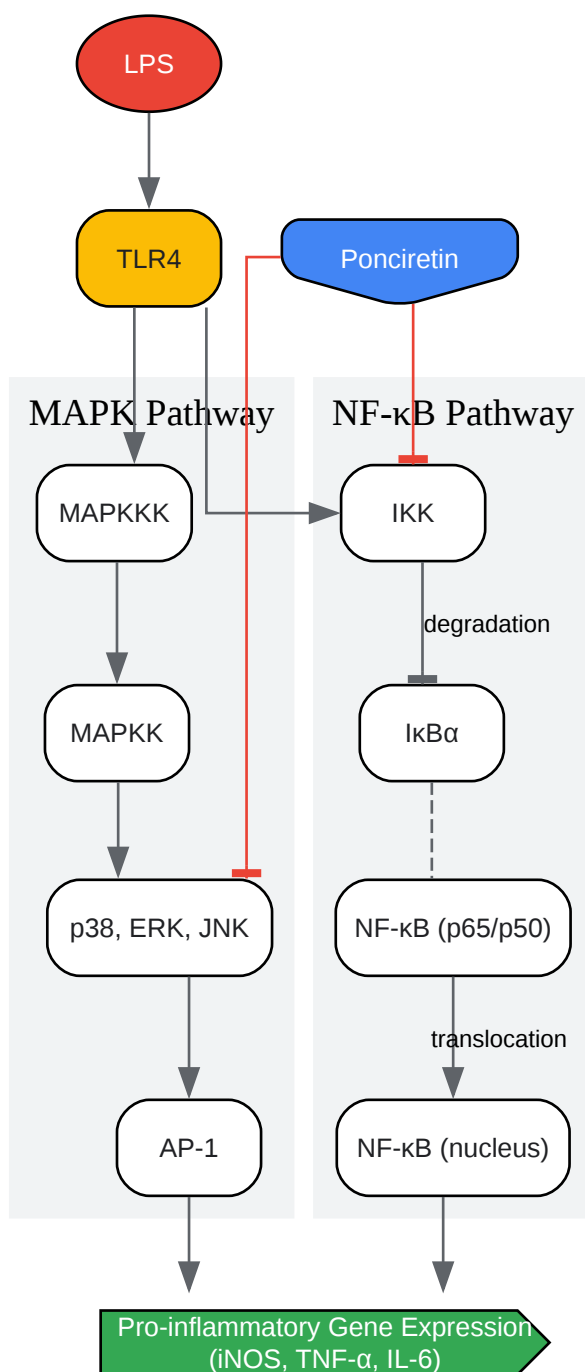 LPS
TLR4
Ponciretin
MAPK Pathway
NF-κB Pathway
MAPKKK
IKK
degradation
MAPKK
IκBα
p38, ERK, JNK
NF-κB (p65/p50)
translocation
AP-1
NF-κB (nucleus)
Pro-inflammatory Gene Expression
(iNOS, TNF-α, IL-6)